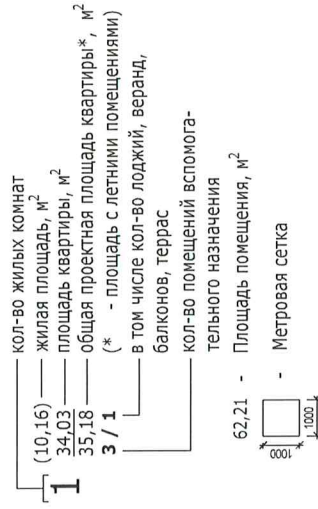 кол-во жилых комнат
1 (10,16) жилая площадь, м²
34,03 площадь квартиры, м²
35,18 общая проектная площадь квартиры*, м²
(* - площадь с летними помещениями)
3 / 1 в том числе кол-во лоджий, веранд,
балконов, террас
кол-во помещений вспомога-
тельного назначения
62,21 - Площадь помещения, м²
1000 1000 - Метровая сетка